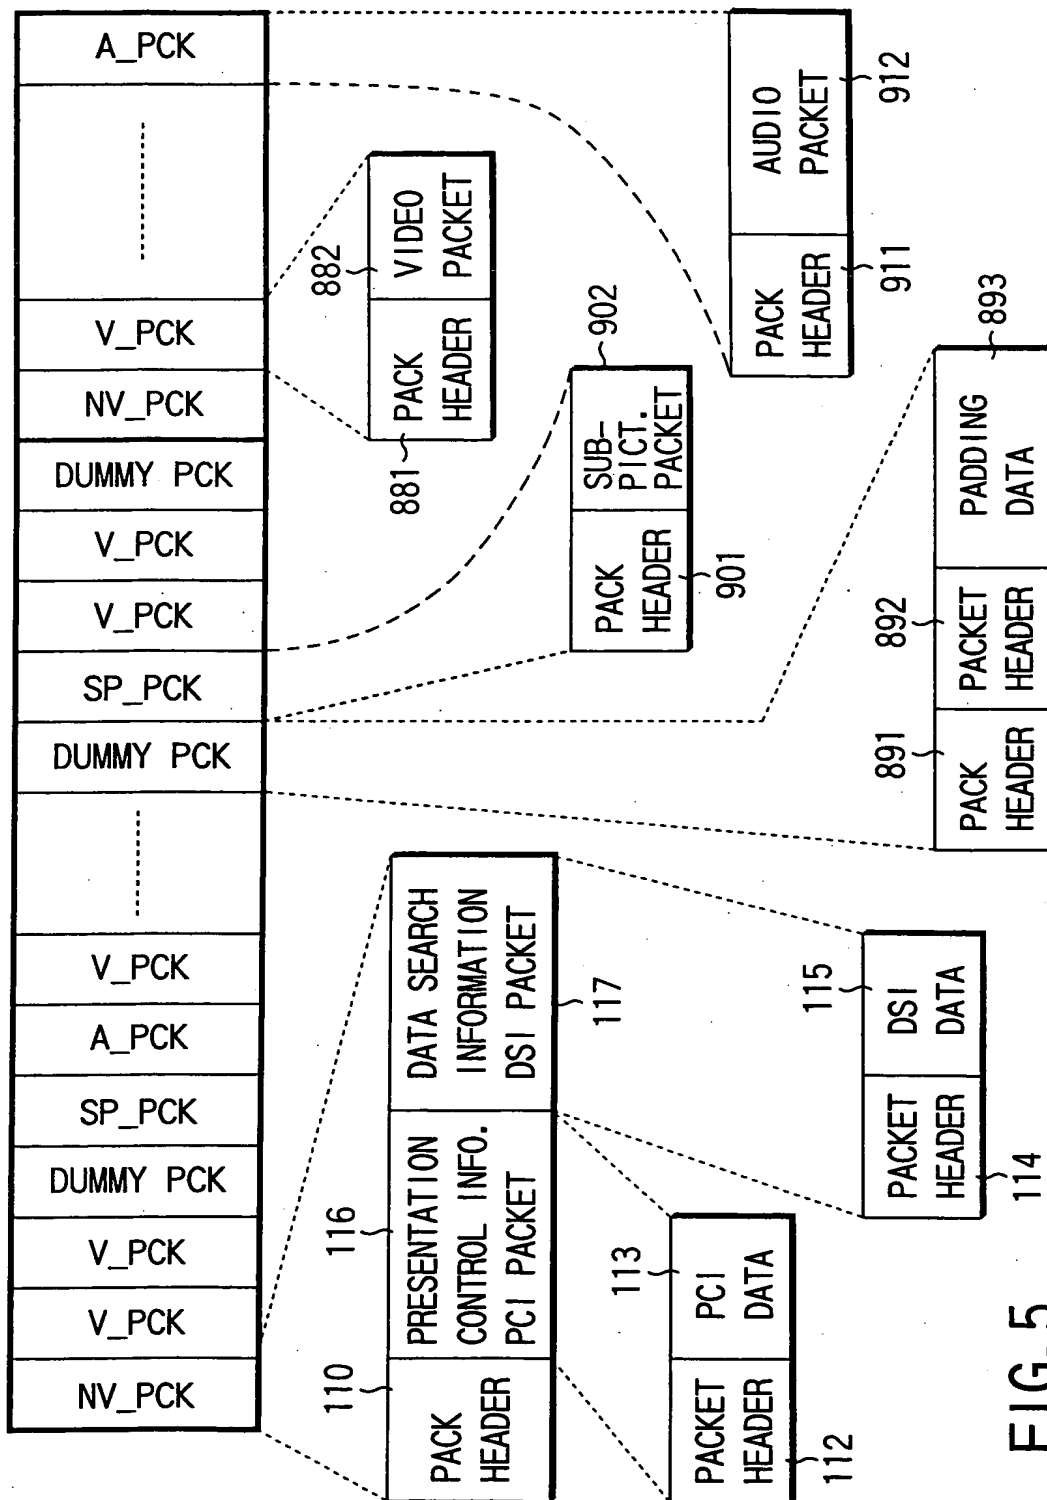 NV_PCK
V_PCK
V_PCK
DUMMY PCK
SP_PCK
A_PCK
V_PCK
DUMMY PCK
SP_PCK
V_PCK
V_PCK
DUMMY PCK
NV_PCK
V_PCK
A_PCK
110
116
PACK
HEADER
PRESENTATION
CONTROL INFO.
PCI PACKET
DATA SEARCH
INFORMATION
DSI PACKET
117
881
882
PACK
HEADER
VIDEO
PACKET
902
PACK
HEADER
SUB-
PICT.
PACKET
901
113
PACKET
HEADER
PCI
DATA
112
115
PACKET
HEADER
DSI
DATA
114
PACK
HEADER
AUDIO
PACKET
911
912
891
892
893
PACK
HEADER
PACKET
HEADER
PADDING
DATA
FIG. 5